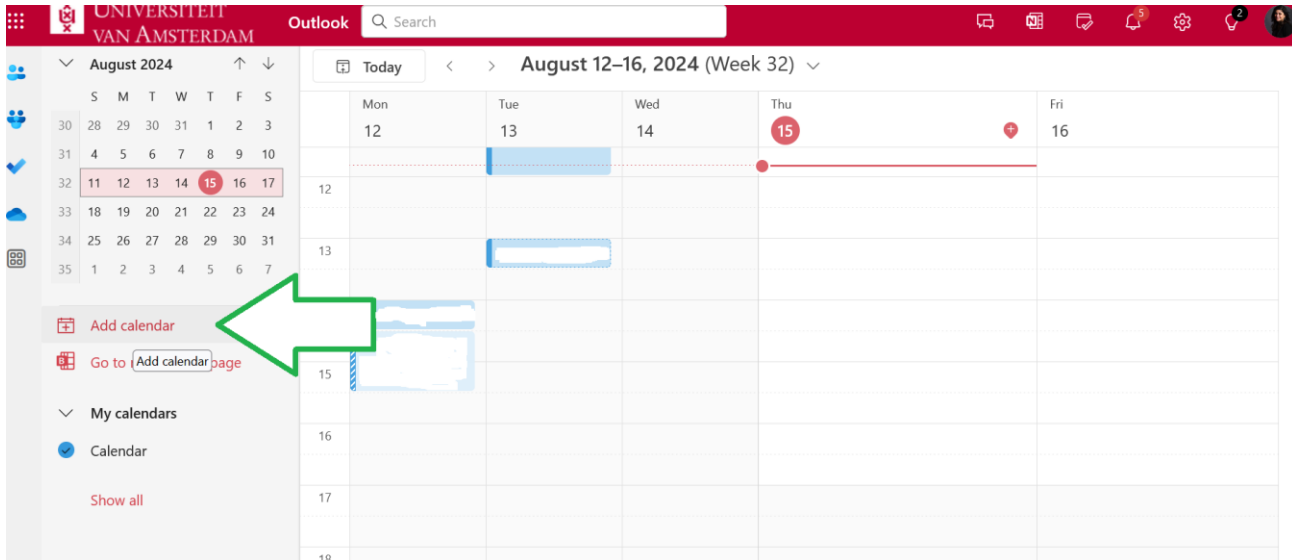 UNIVERSITEIT
VAN AMSTERDAM
Outlook
Search
5
2
August 2024
S M T W T F S
30 28 29 30 31 1 2 3
31 4 5 6 7 8 9 10
32 11 12 13 14 15 16 17
33 18 19 20 21 22 23 24
34 25 26 27 28 29 30 31
35 1 2 3 4 5 6 7
Add calendar
Go to
Add calendar
page
My calendars
Calendar
Show all
Today
August 12–16, 2024 (Week 32)
Mon Tue Wed Thu Fri
12 13 14 15 16
12
13
15
16
17
18